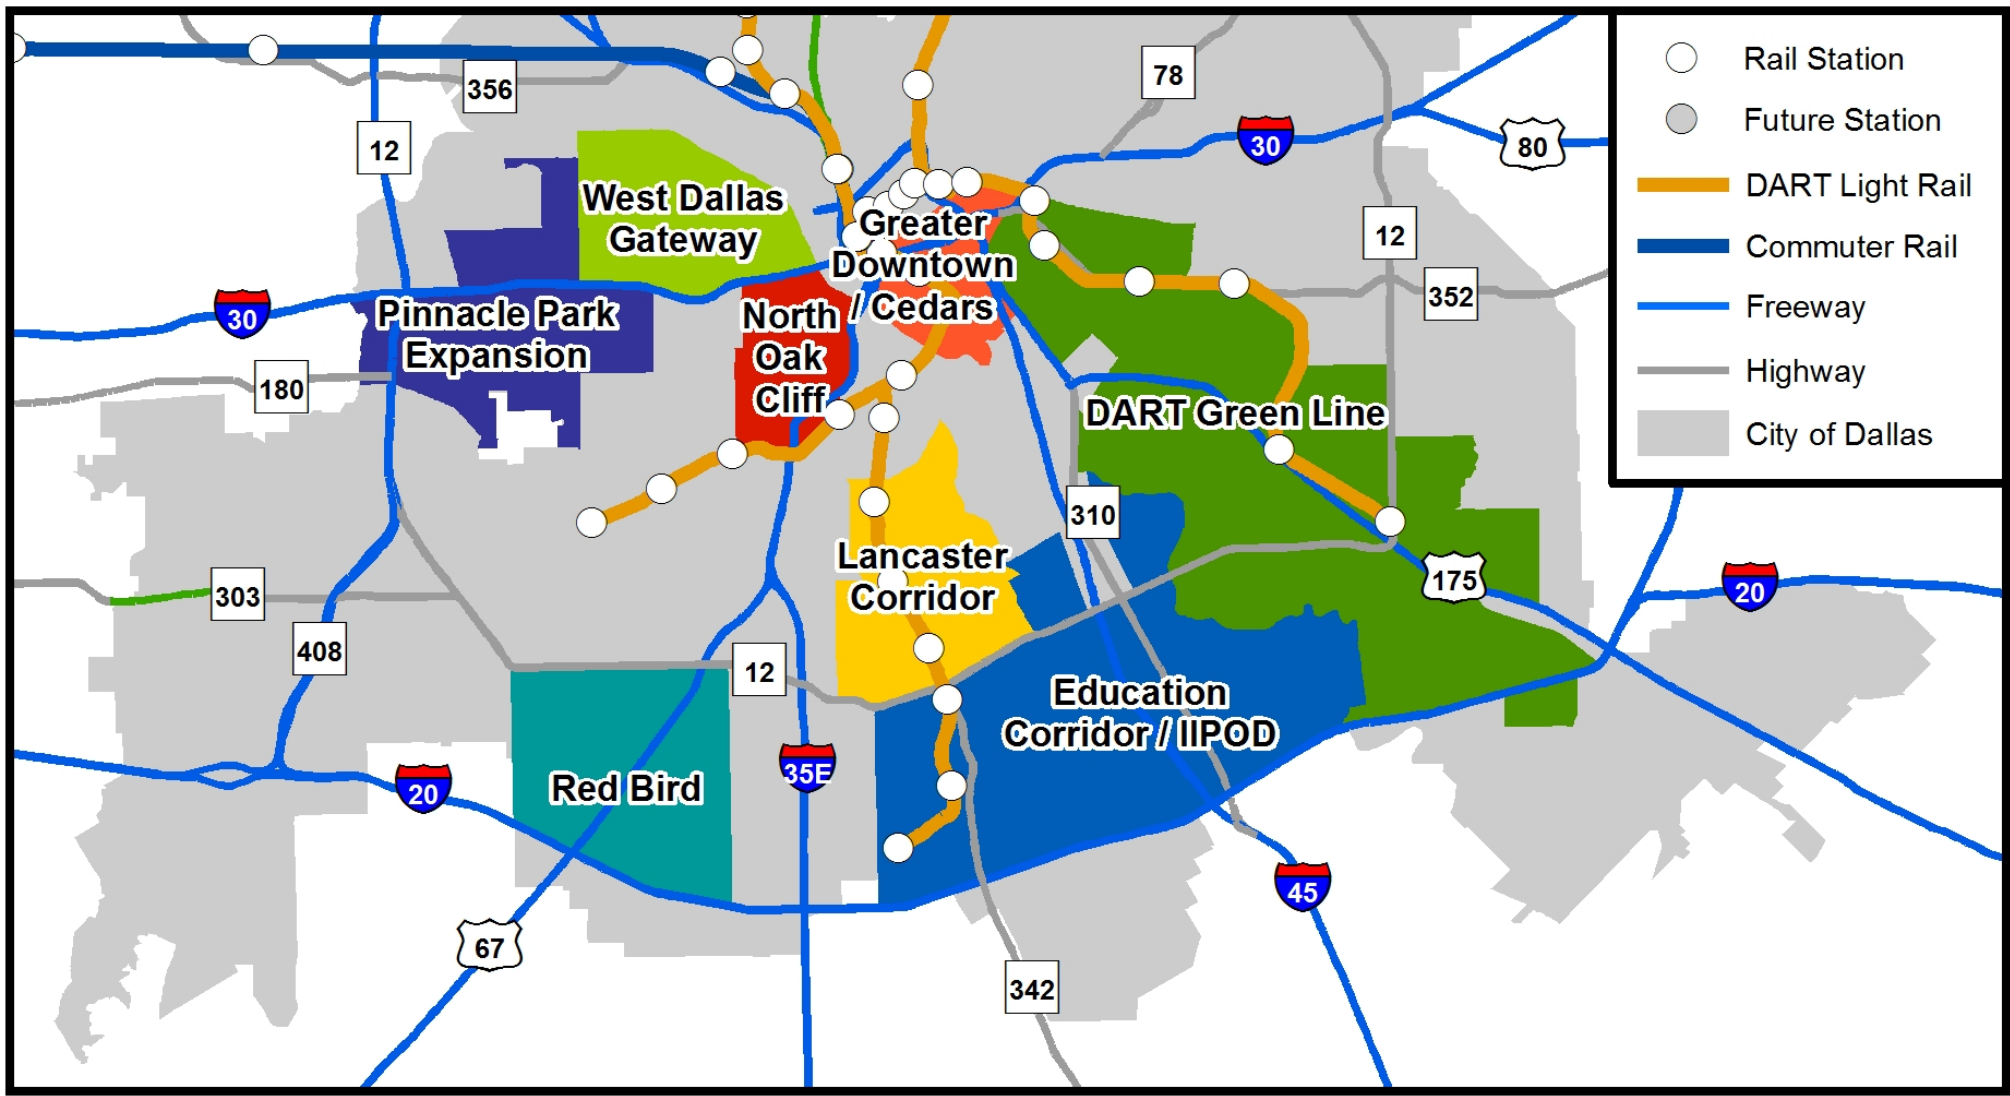 Rail Station
Future Station
DART Light Rail
Commuter Rail
Freeway
Highway
City of Dallas
356
78
12
30
80
West Dallas
Gateway
Greater
Downtown
/ Cedars
12
352
30
Pinnacle Park
Expansion
North
Oak
Cliff
180
DART Green Line
310
Lancaster
Corridor
175
20
303
408
12
Education
Corridor / IIPOD
Red Bird
35E
20
45
67
342